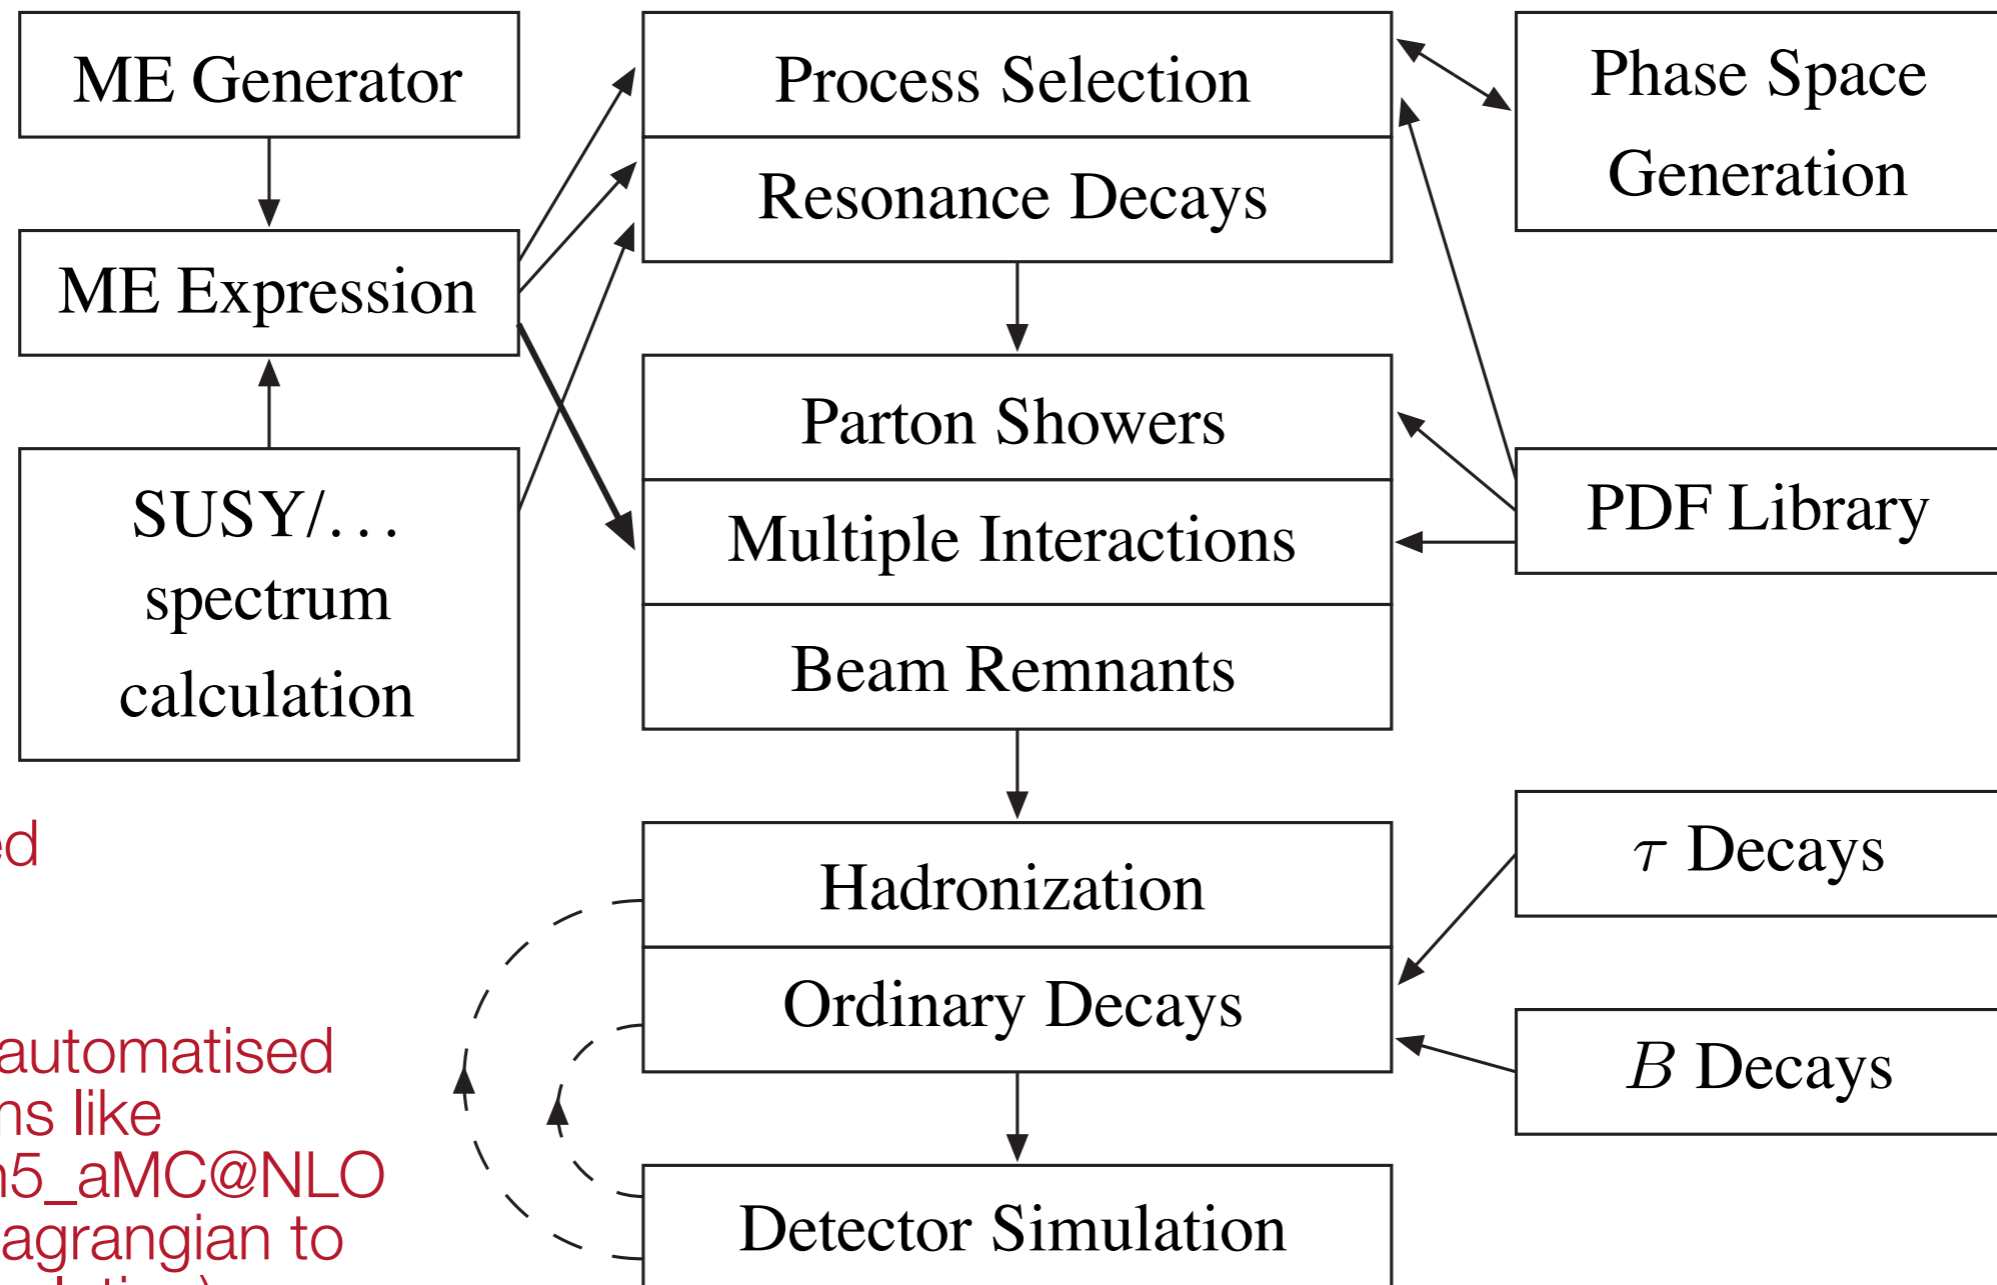 ME Generator
ME Expression
SUSY/…
spectrum
calculation
Process Selection
Resonance Decays
Parton Showers
Multiple Interactions
Beam Remnants
Hadronization
Ordinary Decays
Detector Simulation
Phase Space
Generation
PDF Library
τ Decays
B Decays
ed
automatised
ns like
n5_aMC@NLO
agrangian to